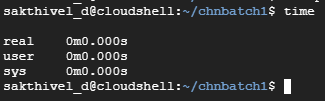 sakthivel_d@cloudshell:~/chnbatch1$ time

real    0m0.000s
user    0m0.000s
sys     0m0.000s
sakthivel_d@cloudshell:~/chnbatch1$